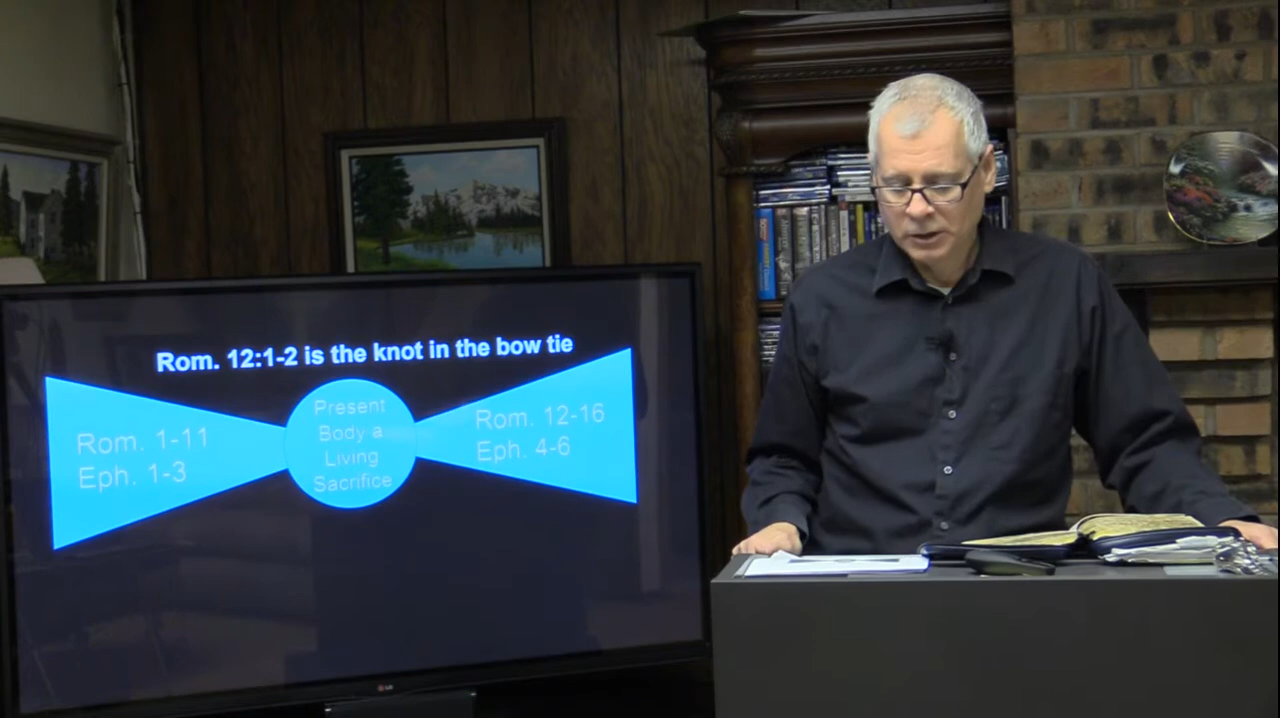 Rom. 12:1-2 is the knot in the bow tie
Rom. 1-11
Eph. 1-3
Present
Body a
Living
Sacrifice
Rom. 12-16
Eph. 4-6
LG